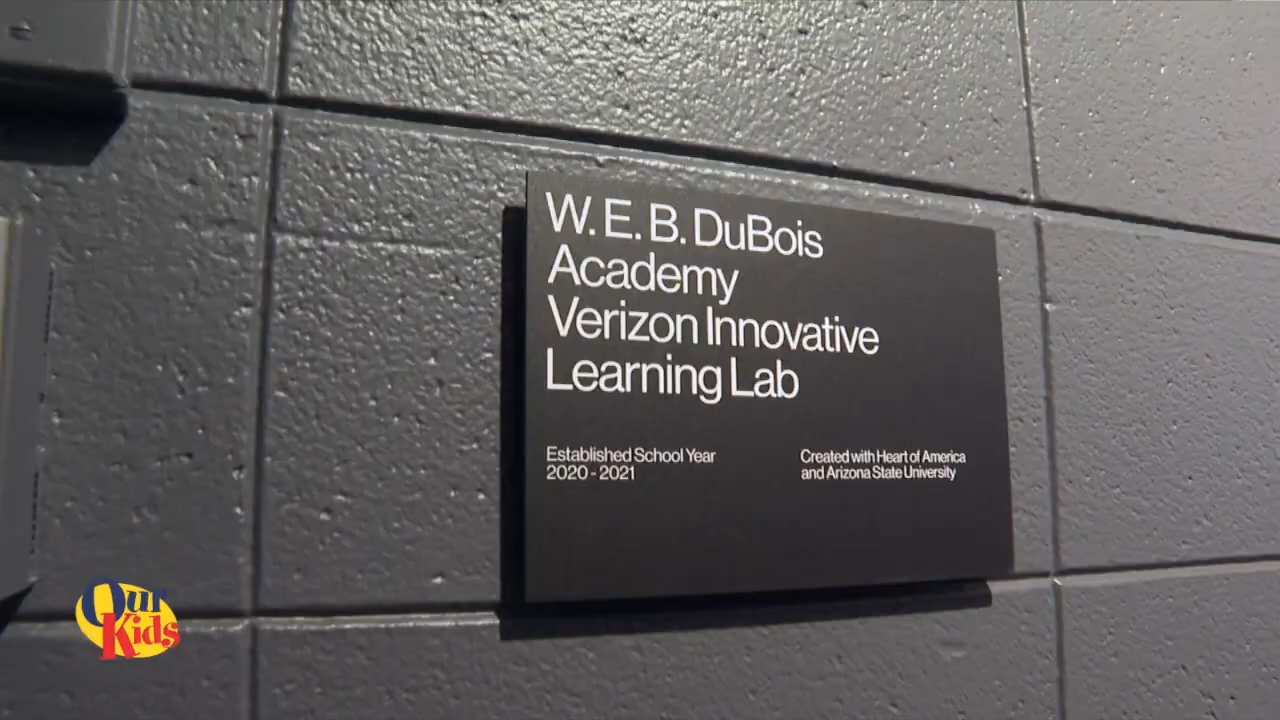 W. E. B. DuBois
Academy
Verizon Innovative
Learning Lab
Established School Year
2020 - 2021
Created with Heart of America
and Arizona State University
Our
Kids